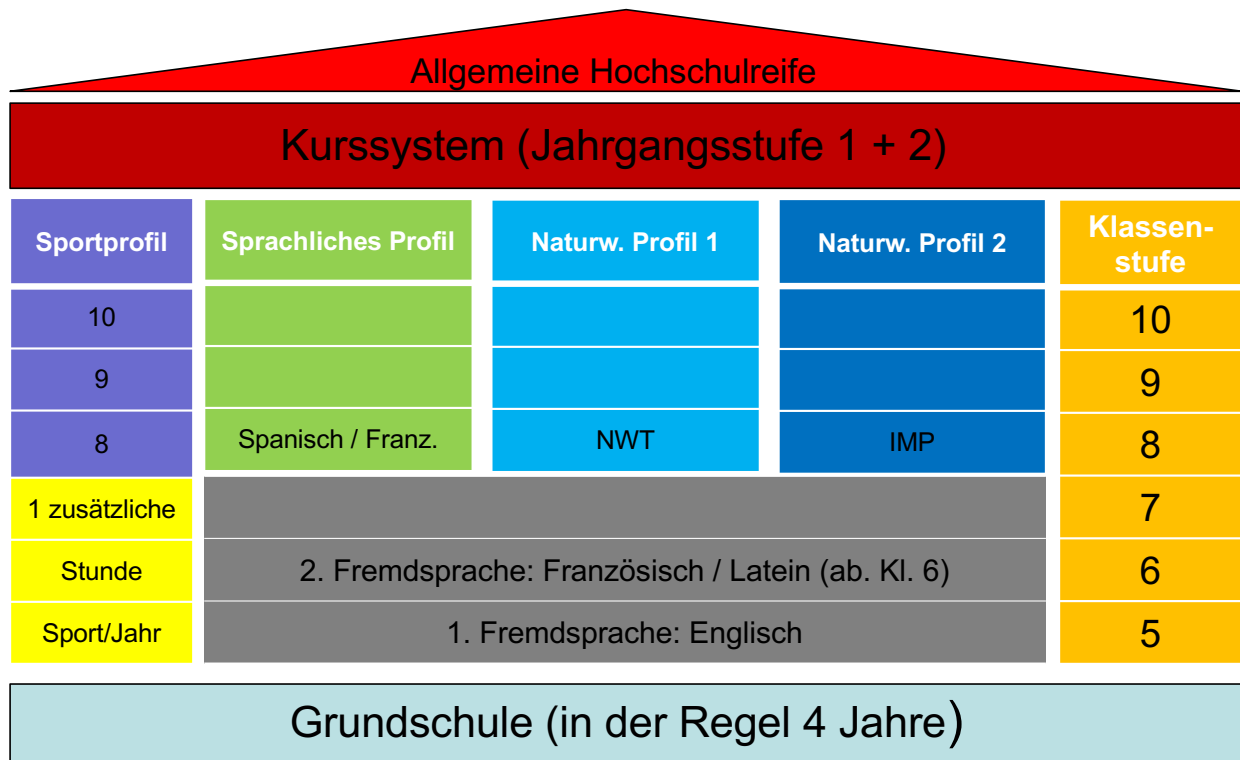 Allgemeine Hochschulreife
Kurssystem (Jahrgangsstufe 1 + 2)
Sportprofil
Sprachliches Profil
Naturw. Profil 1
Naturw. Profil 2
Klassen-
stufe
10
10
9
9
8
Spanisch / Franz.
NWT
IMP
8
1 zusätzliche
7
Stunde
2. Fremdsprache: Französisch / Latein (ab. Kl. 6)
6
Sport/Jahr
1. Fremdsprache: Englisch
5
Grundschule (in der Regel 4 Jahre)